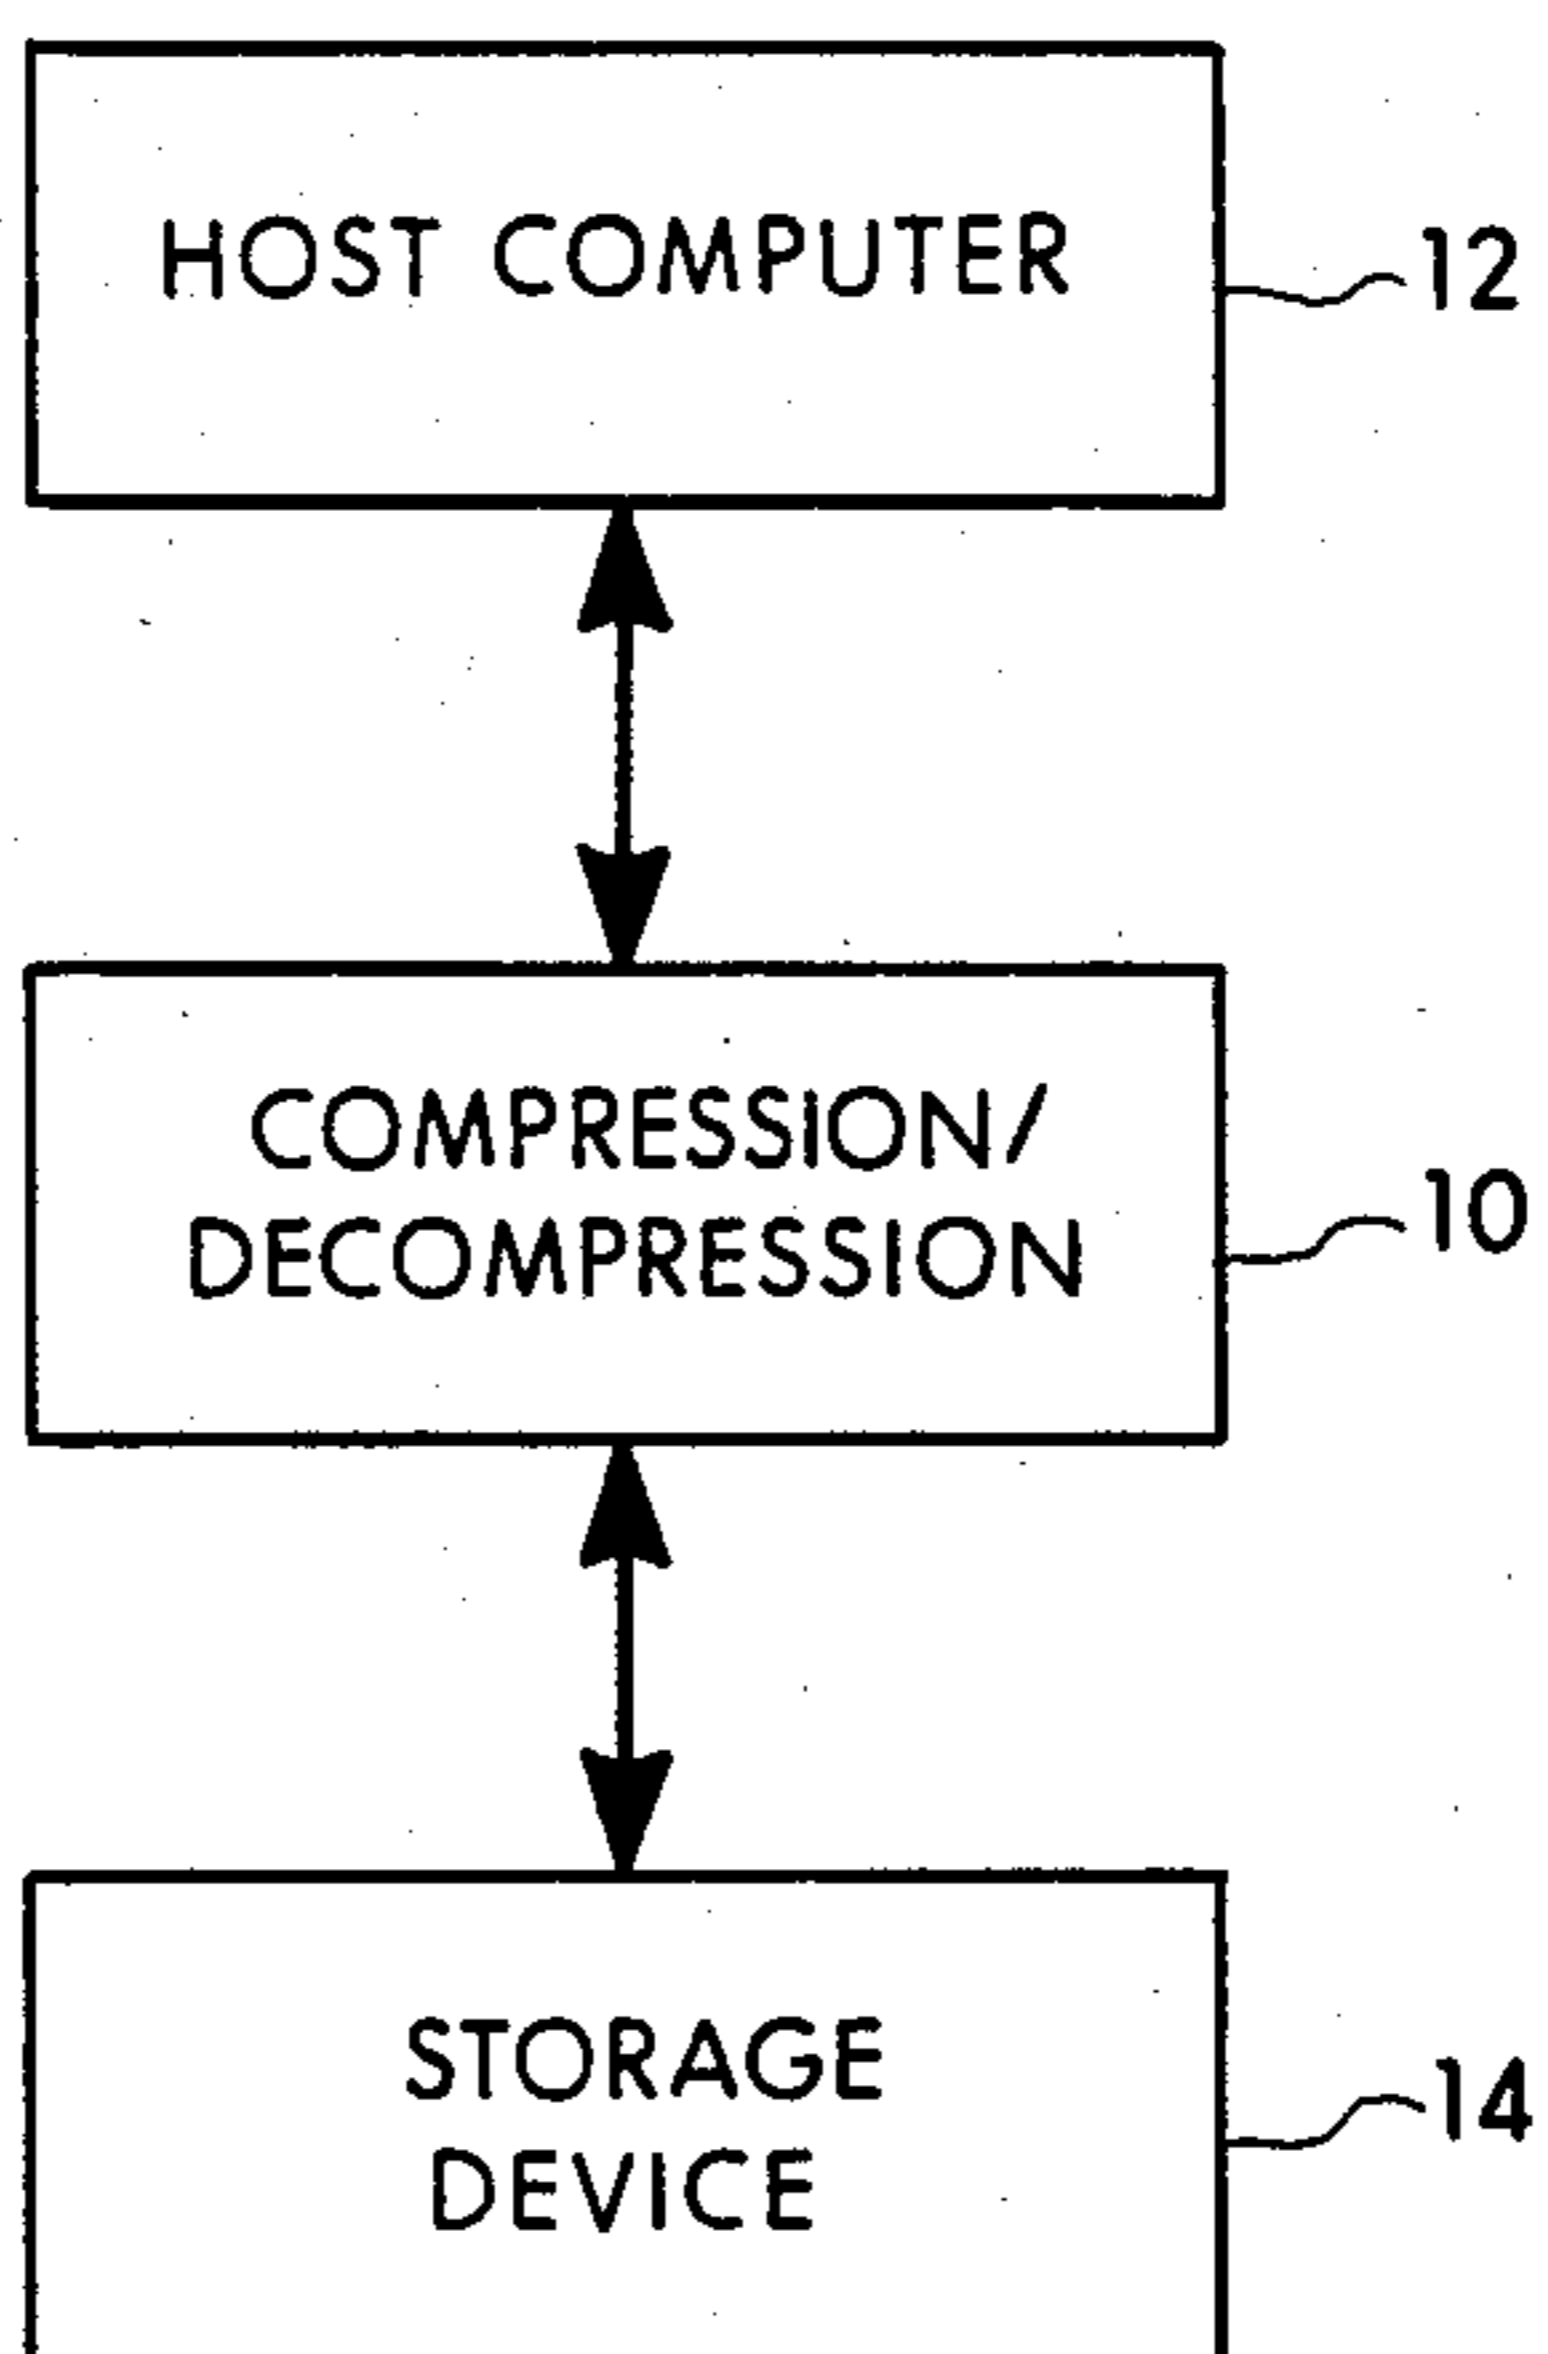 HOST COMPUTER
12
COMPRESSION/
DECOMPRESSION
10
STORAGE
DEVICE
14